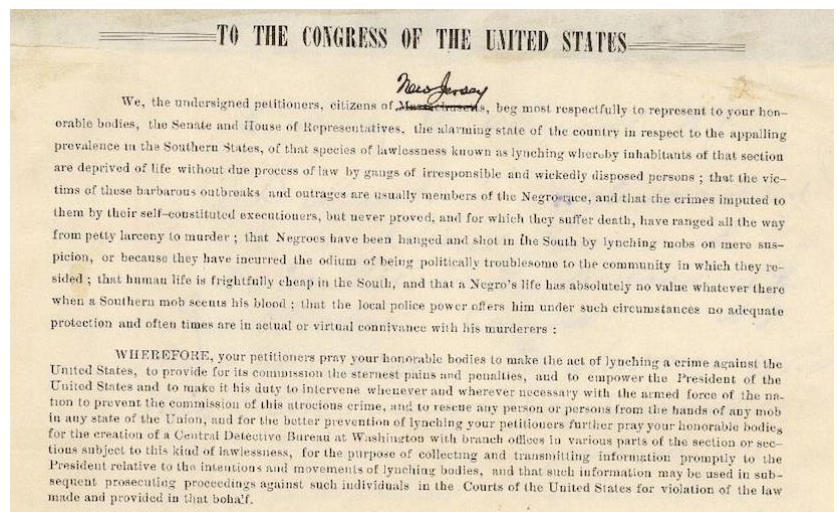 TO THE CONGRESS OF THE UNITED STATES
New Jersey
We, the undersigned petitioners, citizens of Massachusetts, beg most respectfully to represent to your hon-
orable bodies, the Senate and House of Representatives, the alarming state of the country in respect to the appalling
prevalence in the Southern States, of that species of lawlessness known as lynching whereby inhabitants of that section
are deprived of life without due process of law by gangs of irresponsible and wickedly disposed persons ; that the vic-
tims of these barbarous outbreaks and outrages are usually members of the Negro race, and that the crimes imputed to
them by their self-constituted executioners, but never proved, and for which they suffer death, have ranged all the way
from petty larceny to murder ; that Negroes have been hanged and shot in the South by lynching mobs on mere sus-
picion, or because they have incurred the odium of being politically troublesome to the community in which they re-
sided ; that human life is frightfully cheap in the South, and that a Negro's life has absolutely no value whatever there
when a Southern mob scents his blood ; that the local police power offers him under such circumstances no adequate
protection and often times are in actual or virtual connivance with his murderers :
WHEREFORE, your petitioners pray your honorable bodies to make the act of lynching a crime against the
United States, to provide for its commission the sternest pains and penalties, and to empower the President of the
United States and to make it his duty to intervene whenever and wherever necessary with the armed force of the na-
tion to prevent the commission of this atrocious crime, and to rescue any person or persons from the hands of any mob
in any state of the Union, and for the better prevention of lynching your petitioners further pray your honorable bodies
for the creation of a Central Detective Bureau at Washington with branch offices in various parts of the section or sec-
tions subject to this kind of lawlessness, for the purpose of collecting and transmitting information promptly to the
President relative to the intentions and movements of lynching bodies, and that such information may be used in sub-
sequent prosecuting proceedings against such individuals in the Courts of the United States for violation of the law
made and provided in that behalf.